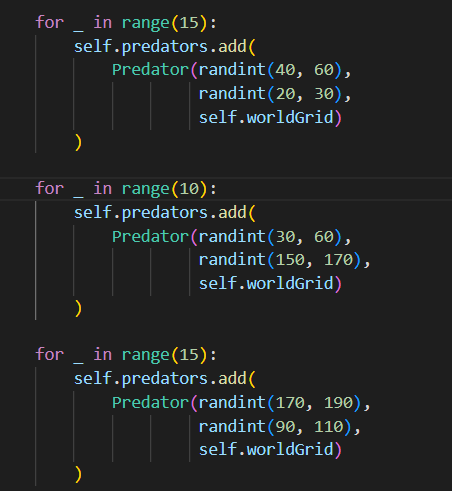 for _ in range(15):
    self.predators.add(
        Predator(randint(40, 60),
                 randint(20, 30),
                 self.worldGrid)
    )
for _ in range(10):
    self.predators.add(
        Predator(randint(30, 60),
                 randint(150, 170),
                 self.worldGrid)
    )
for _ in range(15):
    self.predators.add(
        Predator(randint(170, 190),
                 randint(90, 110),
                 self.worldGrid)
    )